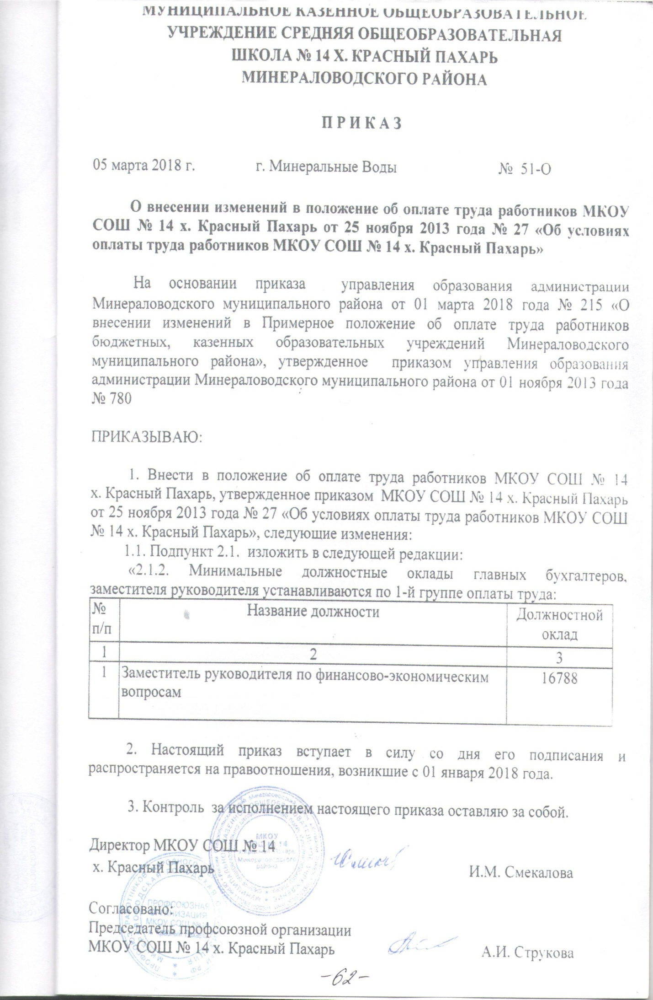 МУНИЦИПАЛЬНОЕ КАЗЕННОЕ ОБЩЕОБРАЗОВАТЕЛЬНОЕ
УЧРЕЖДЕНИЕ СРЕДНЯЯ ОБЩЕОБРАЗОВАТЕЛЬНАЯ
ШКОЛА № 14 Х. КРАСНЫЙ ПАХАРЬ
МИНЕРАЛОВОДСКОГО РАЙОНА
П Р И К А З
05 марта 2018 г. г. Минеральные Воды № 51-О
О внесении изменений в положение об оплате труда работников МКОУ
СОШ № 14 х. Красный Пахарь от 25 ноября 2013 года № 27 «Об условиях
оплаты труда работников МКОУ СОШ № 14 х. Красный Пахарь»
На основании приказа управления образования администрации
Минераловодского муниципального района от 01 марта 2018 года № 215 «О
внесении изменений в Примерное положение об оплате труда работников
бюджетных, казенных образовательных учреждений Минераловодского
муниципального района», утвержденное приказом управления образования
администрации Минераловодского муниципального района от 01 ноября 2013 года
№ 780
ПРИКАЗЫВАЮ:
1. Внести в положение об оплате труда работников МКОУ СОШ № 14
х. Красный Пахарь, утвержденное приказом МКОУ СОШ № 14 х. Красный Пахарь
от 25 ноября 2013 года № 27 «Об условиях оплаты труда работников МКОУ СОШ
№ 14 х. Красный Пахарь», следующие изменения:
1.1. Подпункт 2.1. изложить в следующей редакции:
«2.1.2. Минимальные должностные оклады главных бухгалтеров,
заместителя руководителя устанавливаются по 1-й группе оплаты труда:
№ п/п Название должности Должностной оклад
1 2 3
1 Заместитель руководителя по финансово-экономическим 16788
вопросам
2. Настоящий приказ вступает в силу со дня его подписания и
распространяется на правоотношения, возникшие с 01 января 2018 года.
3. Контроль за исполнением настоящего приказа оставляю за собой.
Директор МКОУ СОШ № 14
х. Красный Пахарь И.М. Смекалова
МКОУ
х. Красный Пахарь
Минераловодского
района
Согласовано:
Председатель профсоюзной организации
МКОУ СОШ № 14 х. Красный Пахарь А.И. Струкова
ПРОФСОЮЗНАЯ
ОРГАНИЗАЦИЯ
МКОУ СОШ № 14
-62-